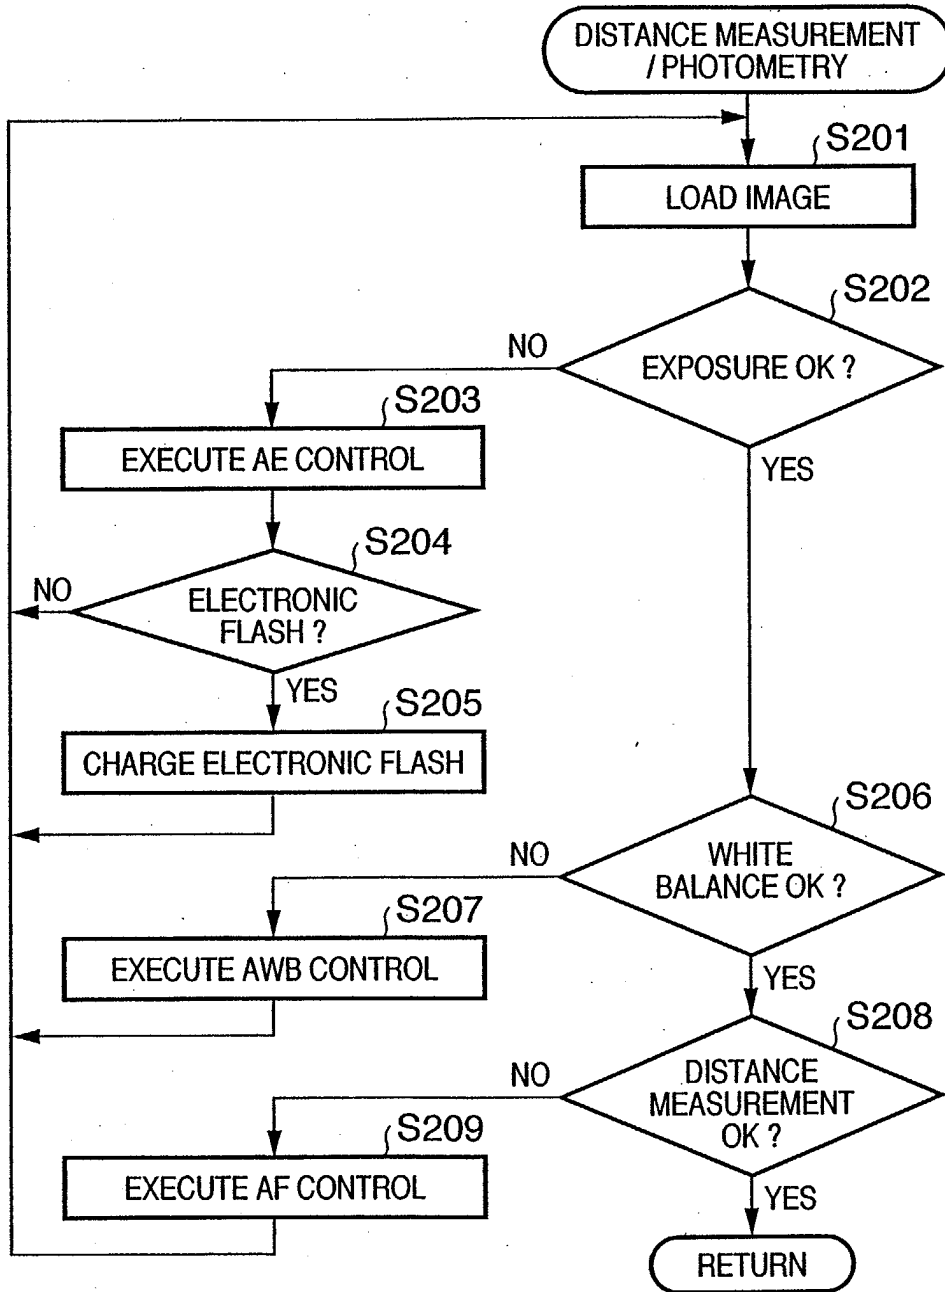 DISTANCE MEASUREMENT
/ PHOTOMETRY
S201
LOAD IMAGE
S202
NO
EXPOSURE OK ?
YES
S203
EXECUTE AE CONTROL
S204
NO
ELECTRONIC
FLASH ?
YES
S205
CHARGE ELECTRONIC FLASH
S206
NO
WHITE
BALANCE OK ?
YES
S207
EXECUTE AWB CONTROL
S208
NO
DISTANCE
MEASUREMENT
OK ?
YES
S209
EXECUTE AF CONTROL
RETURN